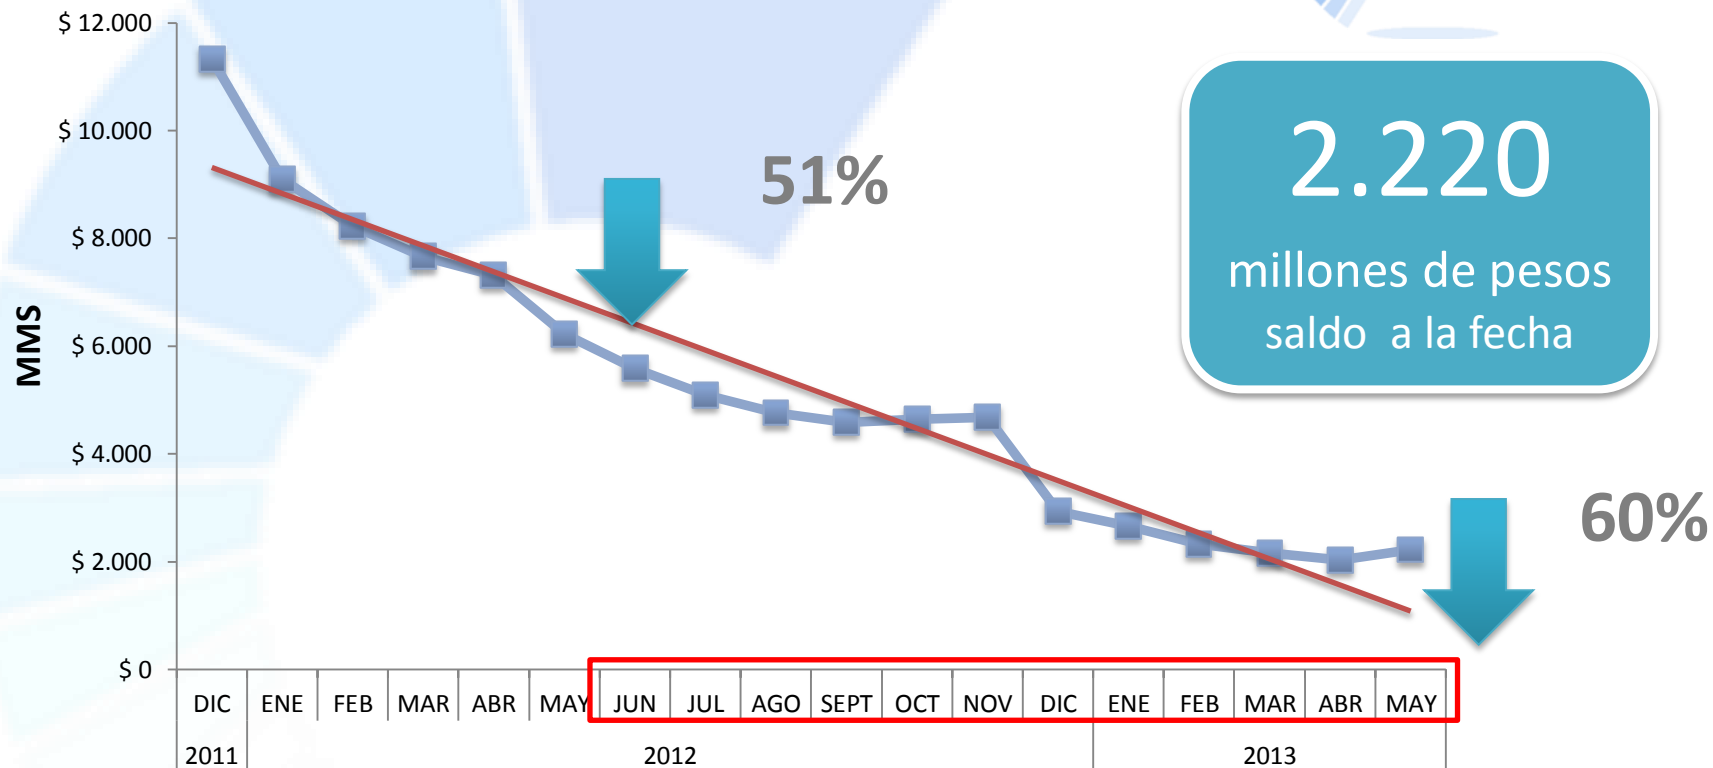 $ 12.000
$ 10.000
$ 8.000
$ 6.000
$ 4.000
$ 2.000
$ 0
MMS
51%
60%
2.220
millones de pesos
saldo a la fecha
DIC ENE FEB MAR ABR MAY JUN JUL AGO SEPT OCT NOV DIC ENE FEB MAR ABR MAY
2011 2012 2013